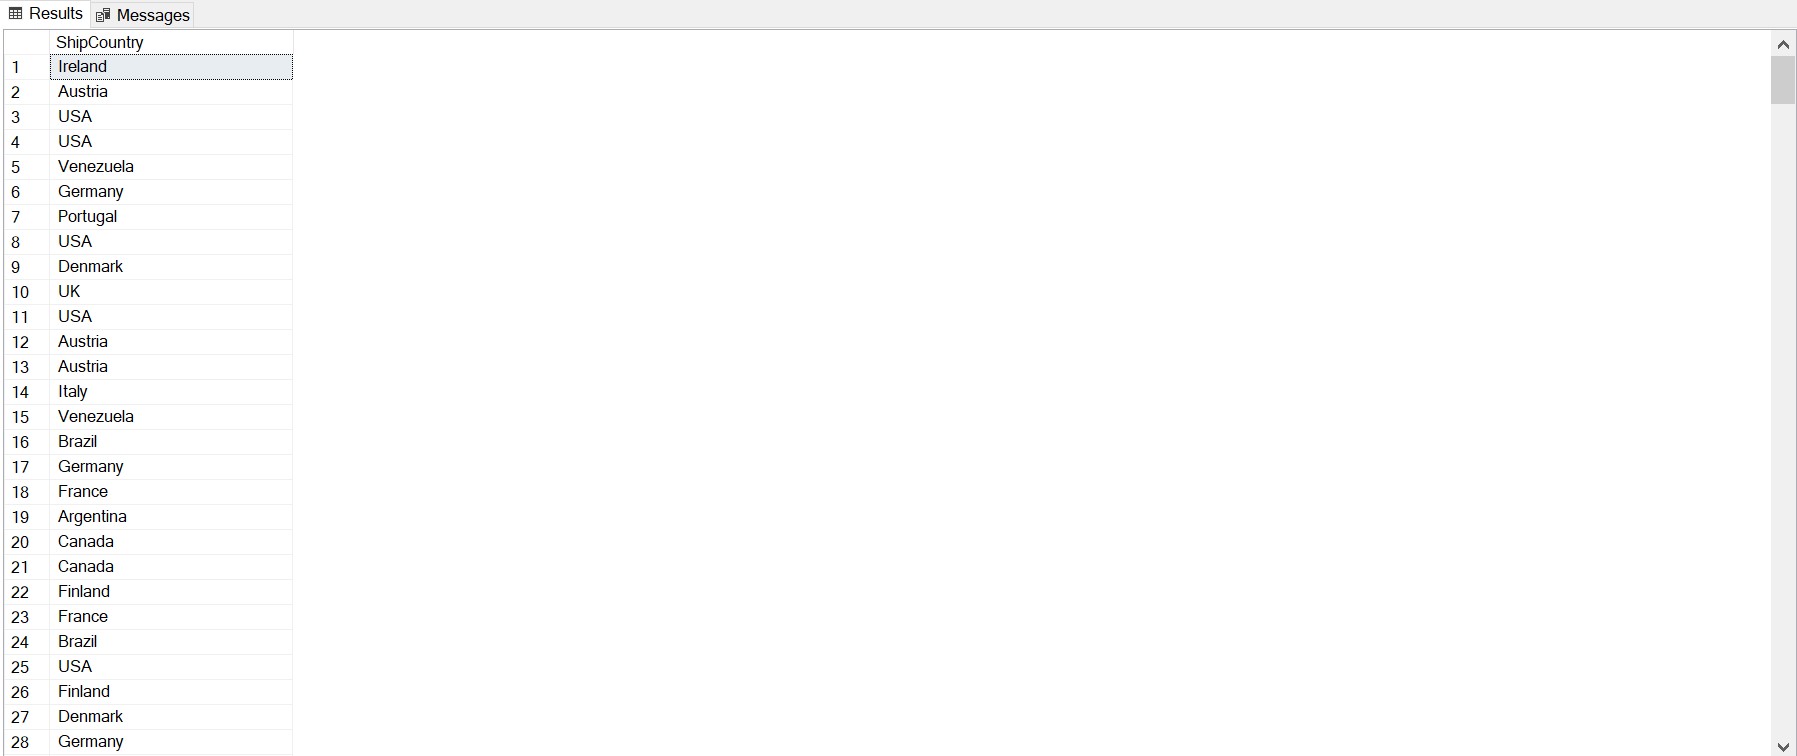 Results Messages
ShipCountry
1 Ireland
2 Austria
3 USA
4 USA
5 Venezuela
6 Germany
7 Portugal
8 USA
9 Denmark
10 UK
11 USA
12 Austria
13 Austria
14 Italy
15 Venezuela
16 Brazil
17 Germany
18 France
19 Argentina
20 Canada
21 Canada
22 Finland
23 France
24 Brazil
25 USA
26 Finland
27 Denmark
28 Germany